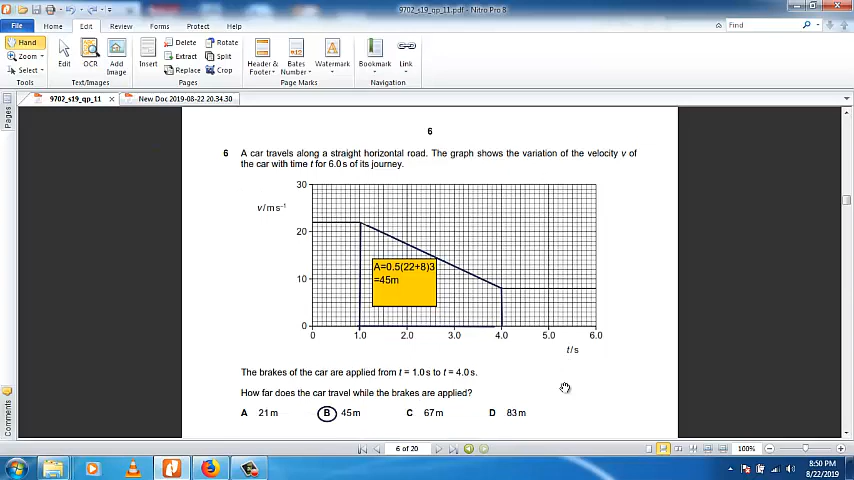 9702_s19_qp_11.pdf - Nitro Pro 8
File Home Edit Review Forms Protect Help Find
Hand
Zoom
Select
Tools
Edit OCR Add Image
Text/Images
Insert
Delete Rotate
Extract Split
Replace Crop
Pages
Header & Footer Bates Number Watermark
Page Marks
Bookmark Link
Navigation
9702_s19_qp_11 New Doc 2019-08-22 20.34.30
Pages
Comments
6
6 A car travels along a straight horizontal road. The graph shows the variation of the velocity v of
the car with time t for 6.0 s of its journey.
30
v/ms⁻¹
20
A=0.5(22+8)3
=45m
10
0
0 1.0 2.0 3.0 4.0 5.0 6.0
t/s
The brakes of the car are applied from t = 1.0 s to t = 4.0 s.
How far does the car travel while the brakes are applied?
A 21 m B 45 m C 67 m D 83 m
6 of 20
100%
8:50 PM
8/22/2019